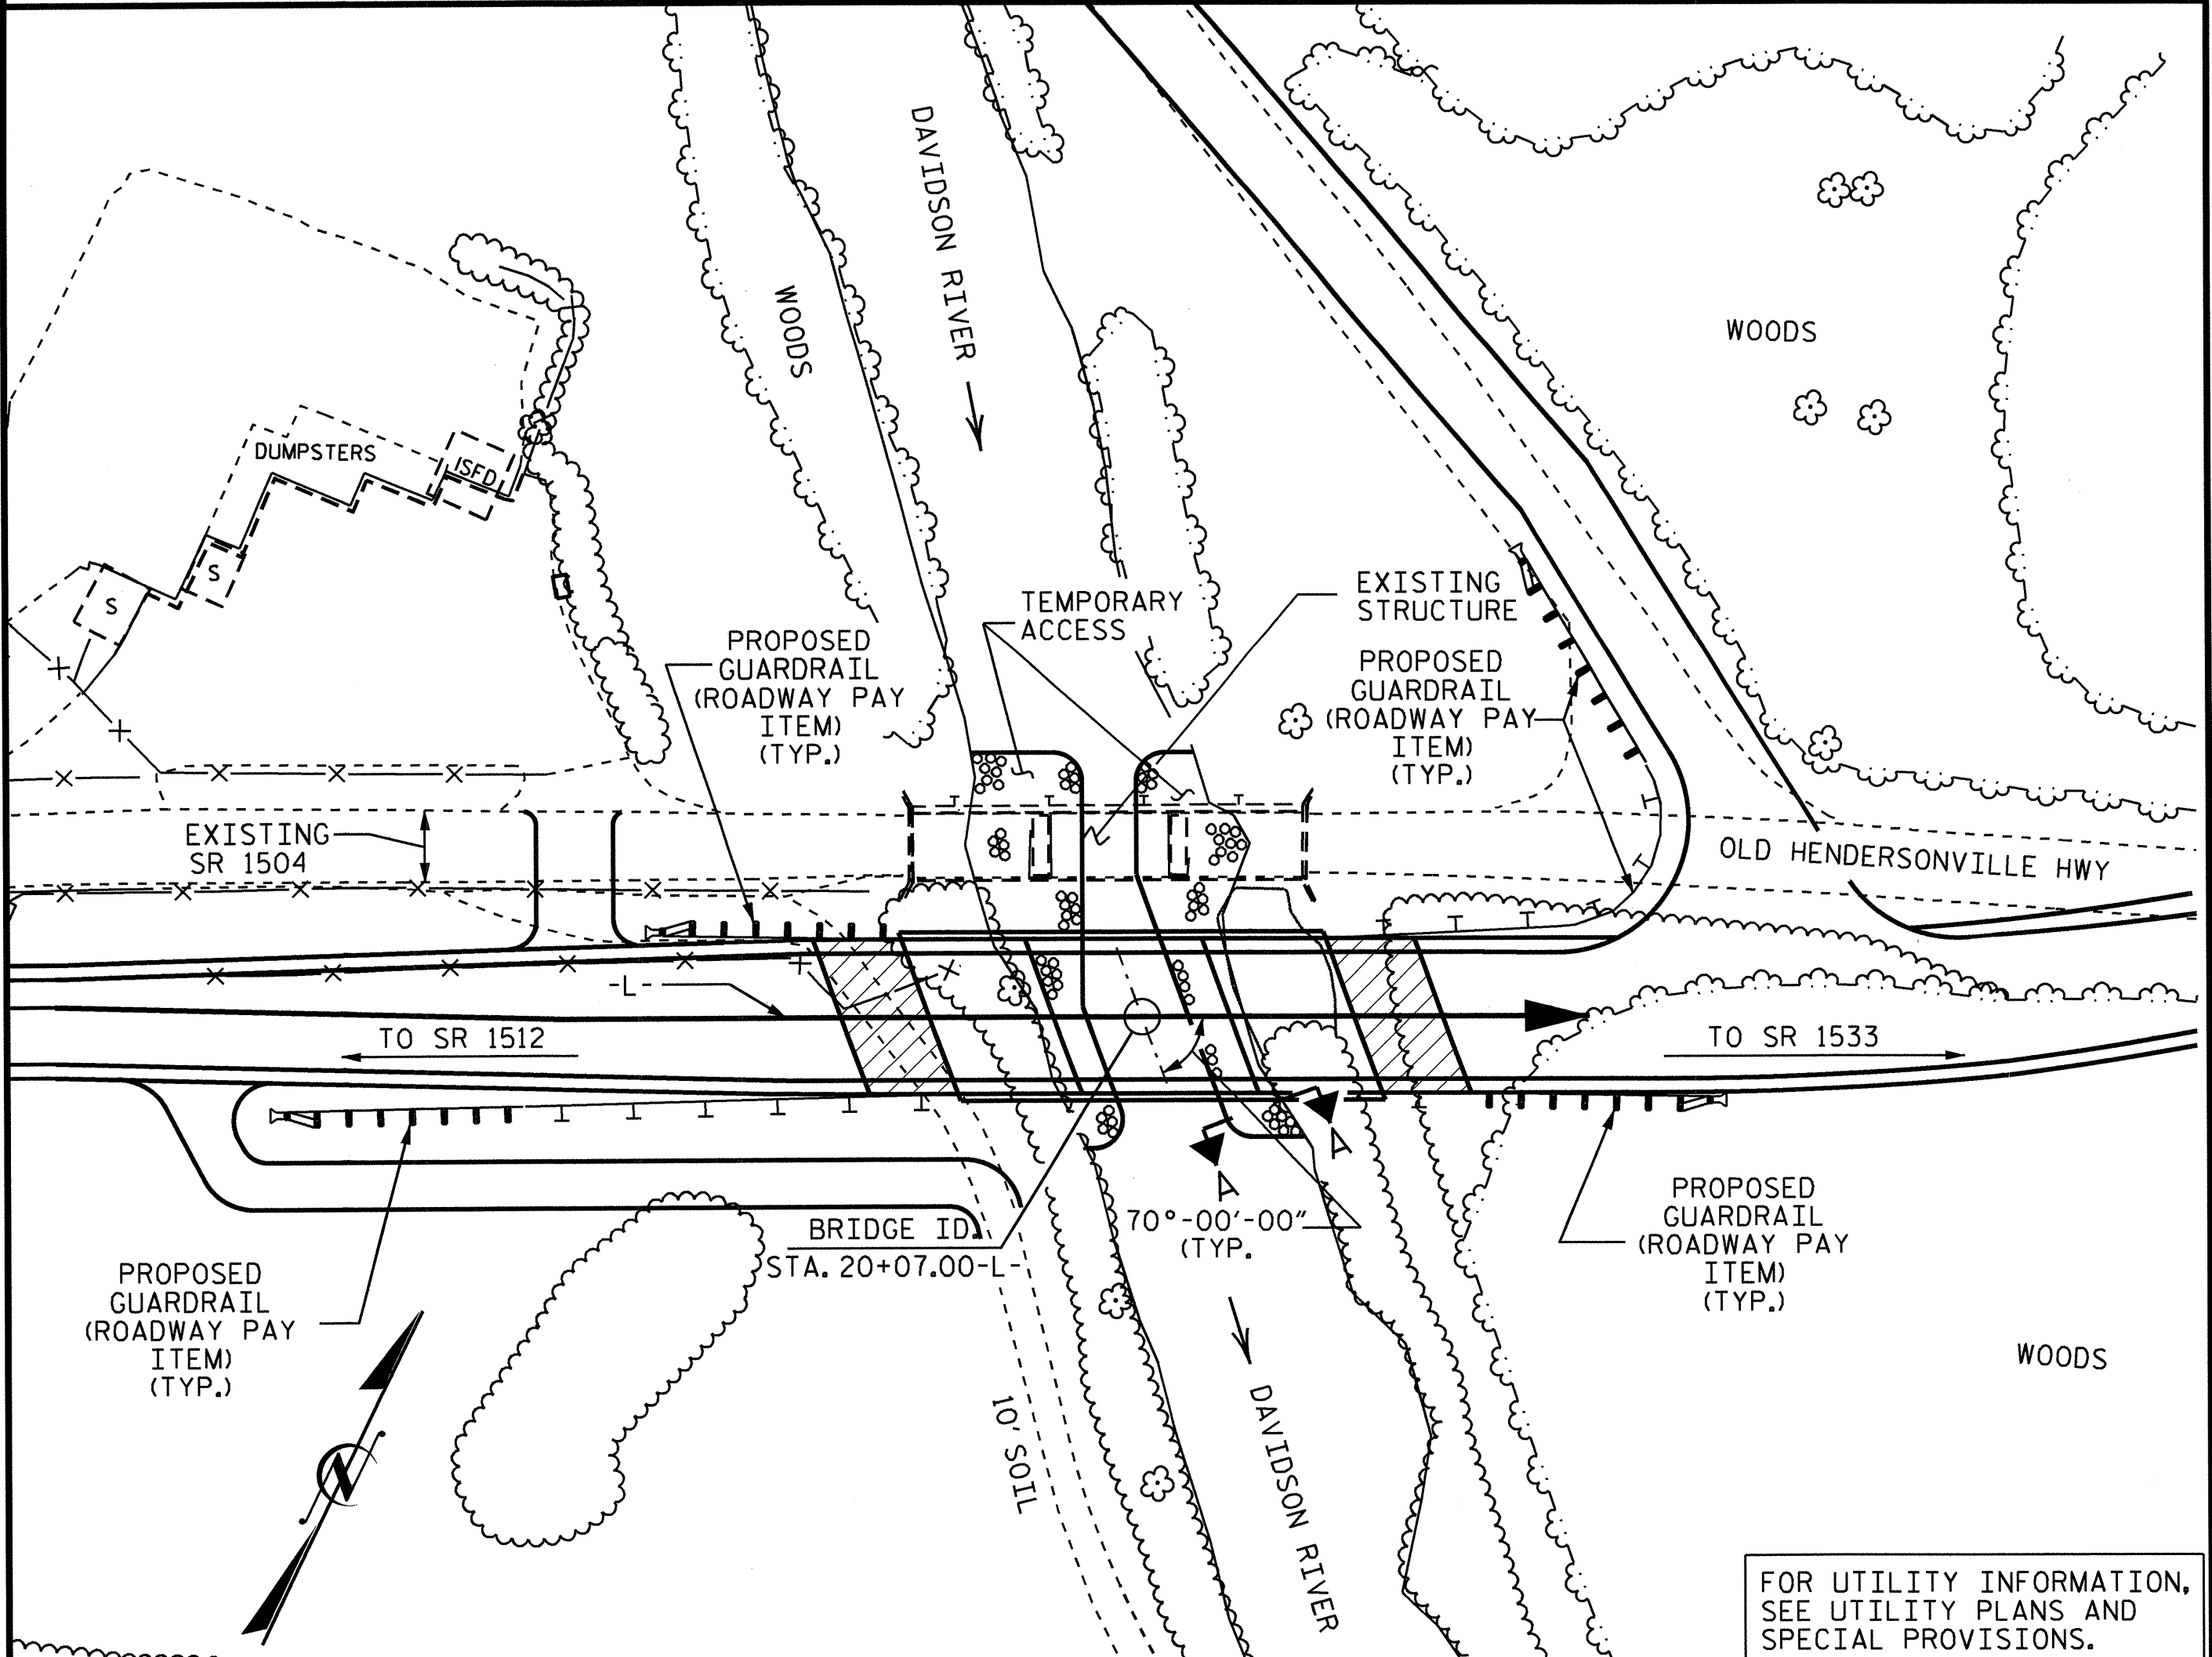 DAVIDSON RIVER
WOODS
WOODS
DUMPSTERS
ISFD
S
S
TEMPORARY
ACCESS
EXISTING
STRUCTURE
PROPOSED
GUARDRAIL
(ROADWAY PAY
ITEM)
(TYP.)
PROPOSED
GUARDRAIL
(ROADWAY PAY
ITEM)
(TYP.)
EXISTING
SR 1504
OLD HENDERSONVILLE HWY
-L-
TO SR 1512
TO SR 1533
A
A
70°-00'-00"
(TYP.
BRIDGE ID.
STA. 20+07.00-L-
PROPOSED
GUARDRAIL
(ROADWAY PAY
ITEM)
(TYP.)
PROPOSED
GUARDRAIL
(ROADWAY PAY
ITEM)
(TYP.)
WOODS
N
10' SOIL
DAVIDSON RIVER
FOR UTILITY INFORMATION,
SEE UTILITY PLANS AND
SPECIAL PROVISIONS.